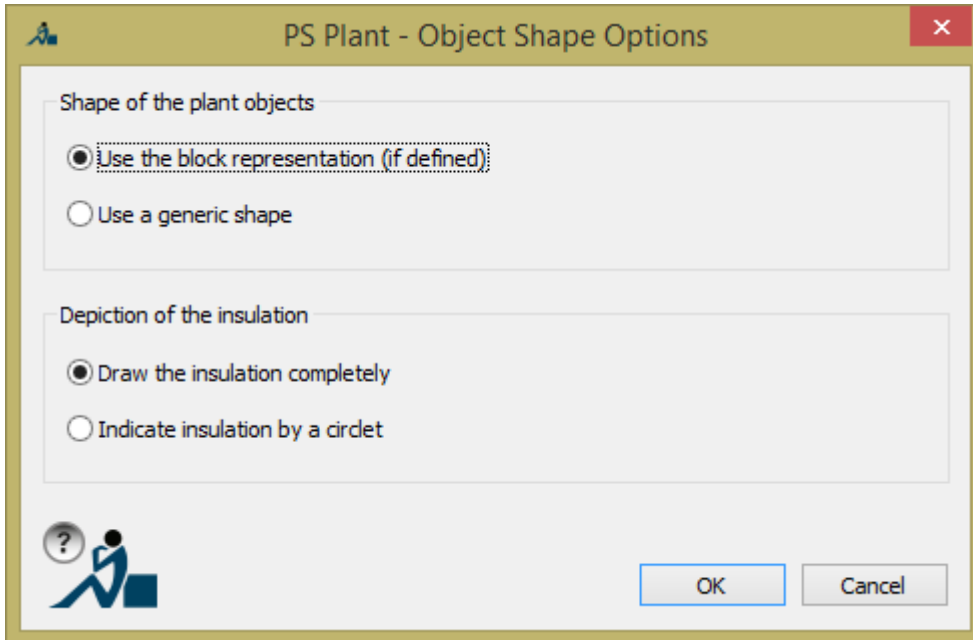 PS Plant - Object Shape Options
×
Shape of the plant objects
Use the block representation (if defined)
Use a generic shape
Depiction of the insulation
Draw the insulation completely
Indicate insulation by a circlet
?
OK
Cancel